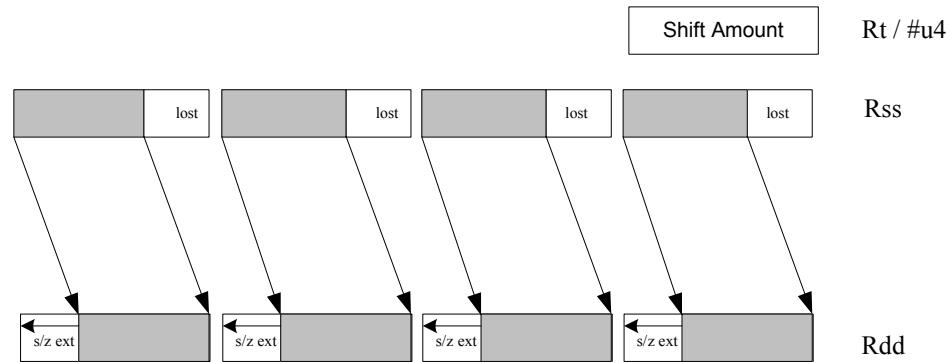 Shift Amount Rt / #u4
lost lost lost lost Rss
s/z ext s/z ext s/z ext s/z ext Rdd